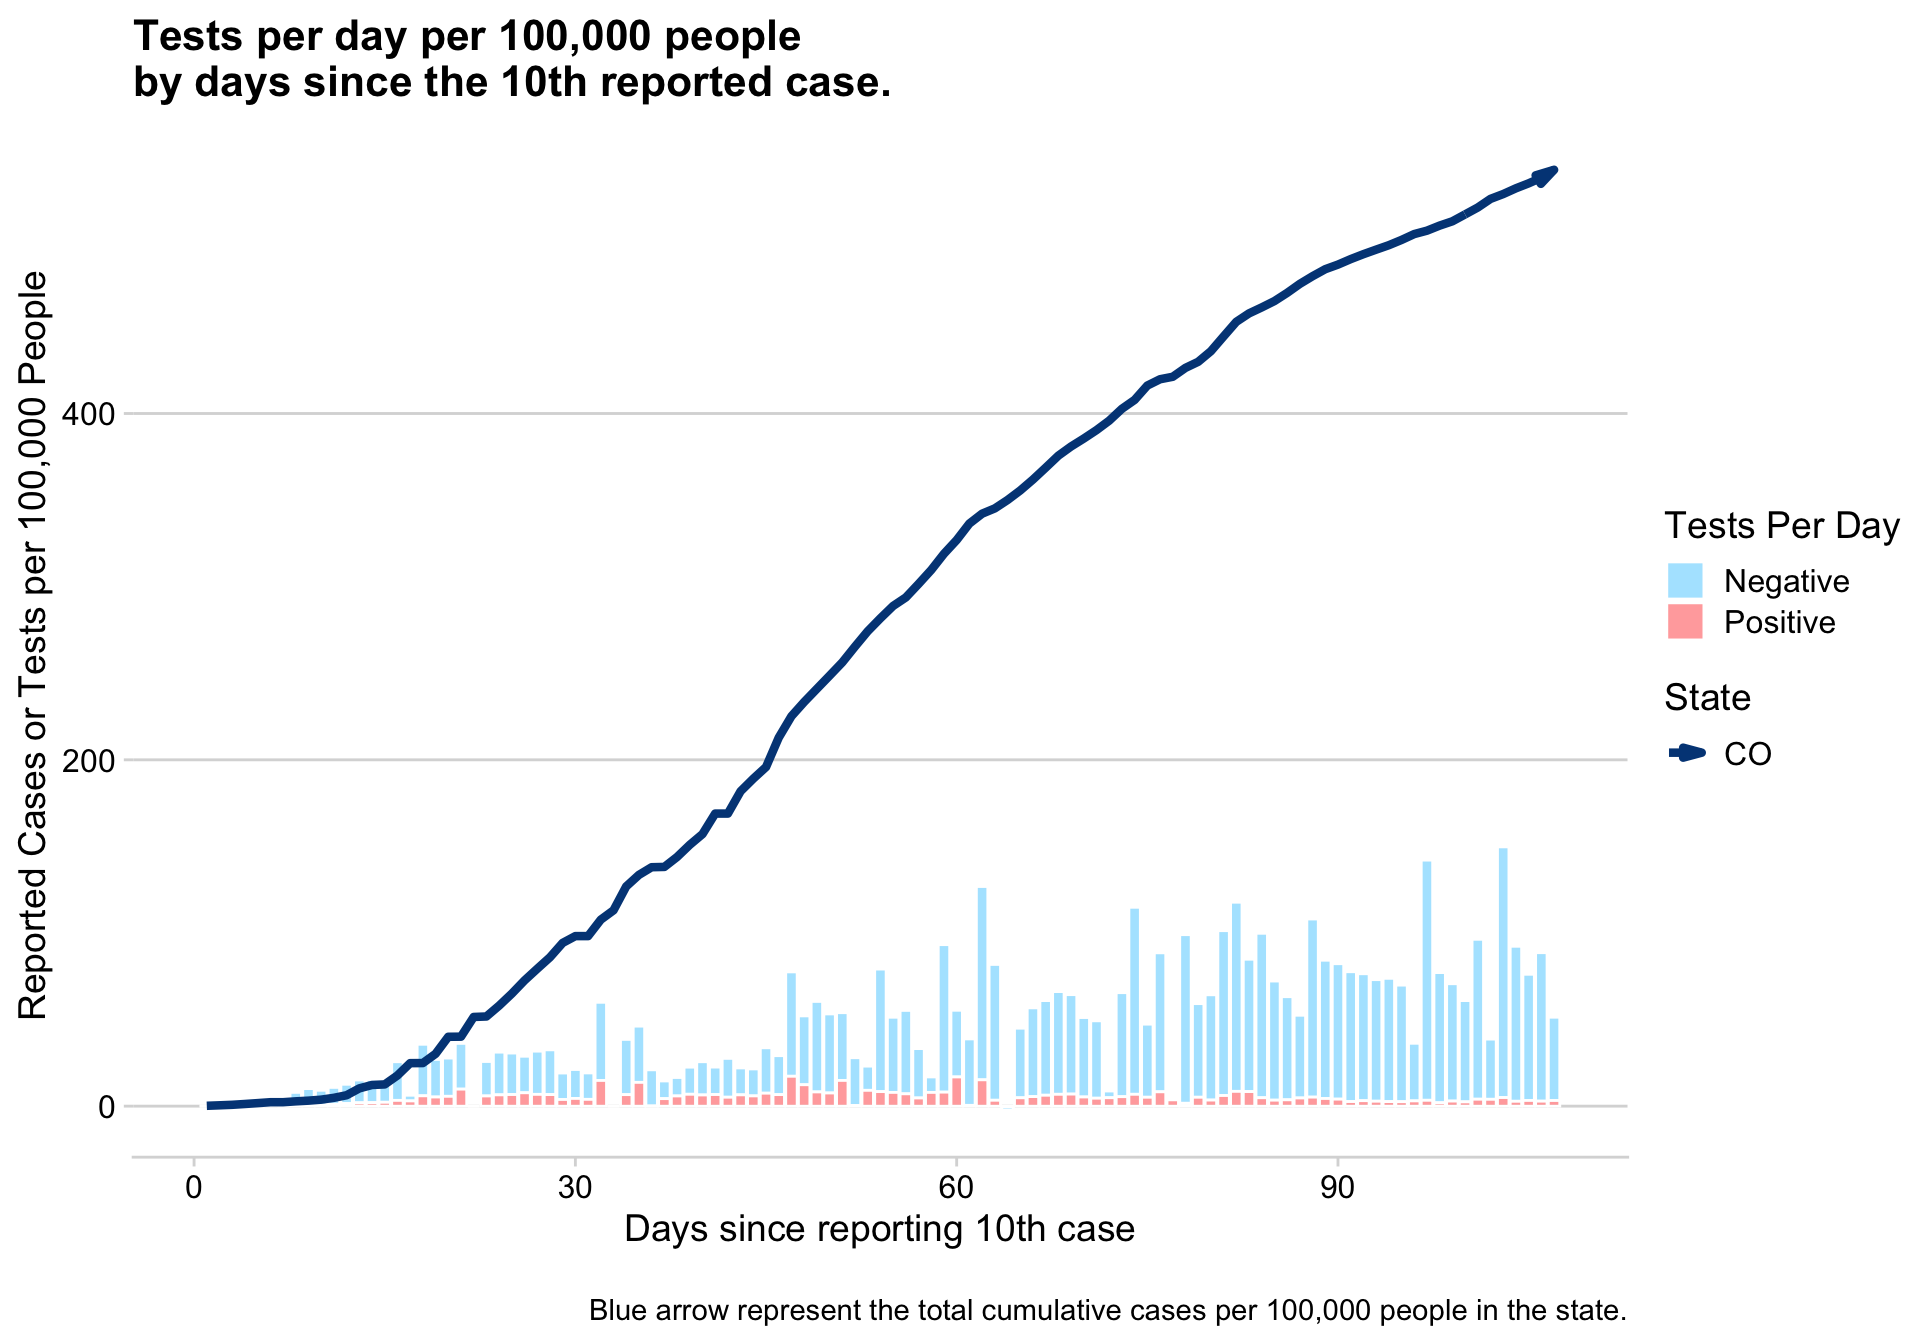 Tests per day per 100,000 people
by days since the 10th reported case.
Reported Cases or Tests per 100,000 People
400
200
0
0
30
60
90
Days since reporting 10th case
Tests Per Day
Negative
Positive
State
CO
Blue arrow represent the total cumulative cases per 100,000 people in the state.